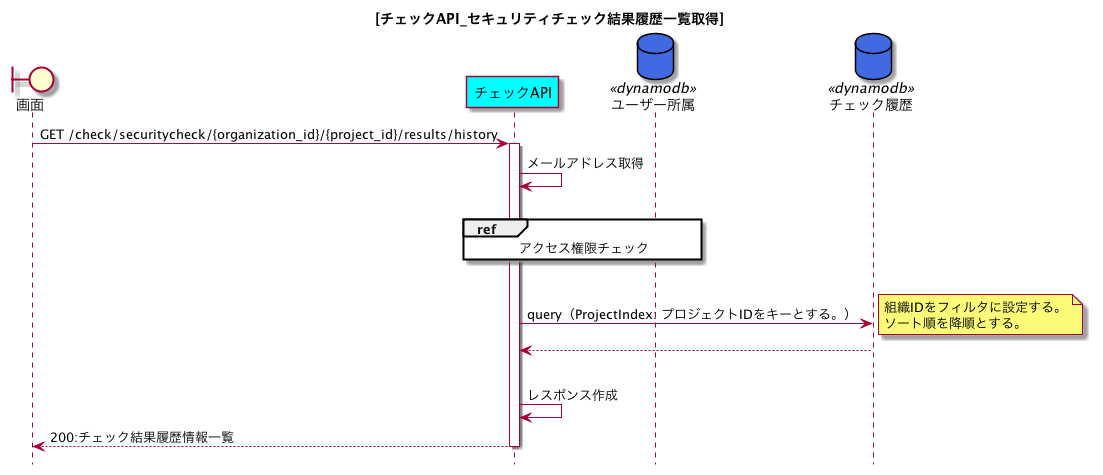 [チェックAPI_セキュリティチェック結果履歴一覧取得]
画面
チェックAPI
«dynamodb»
ユーザー所属
«dynamodb»
チェック履歴
GET /check/securitycheck/{organization_id}/{project_id}/results/history
メールアドレス取得
ref
アクセス権限チェック
query（ProjectIndex: プロジェクトIDをキーとする。）
組織IDをフィルタに設定する。
ソート順を降順とする。
レスポンス作成
200:チェック結果履歴情報一覧